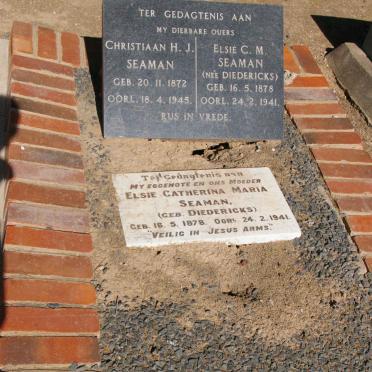 TER GEDAGTENIS AAN
MY DIERBARE OUERS
CHRISTIAAN H. J.
SEAMAN
GEB. 20. 11. 1872
OORL. 18. 4. 1945.
ELSIE C. M.
SEAMAN
(NÉE DIEDERICKS)
GEB. 16. 5. 1878
OORL. 24. 2. 1941.
RUS IN VREDE.
TER GEDAGTENIS AAN
MY EGGENOTE EN ONS MOEDER
ELSIE CATHERINA MARIA
SEAMAN,
(GEB. DIEDERICKS)
GEB. 16. 5. 1878. OORL. 24. 2. 1941.
"VEILIG IN JESUS ARMS."